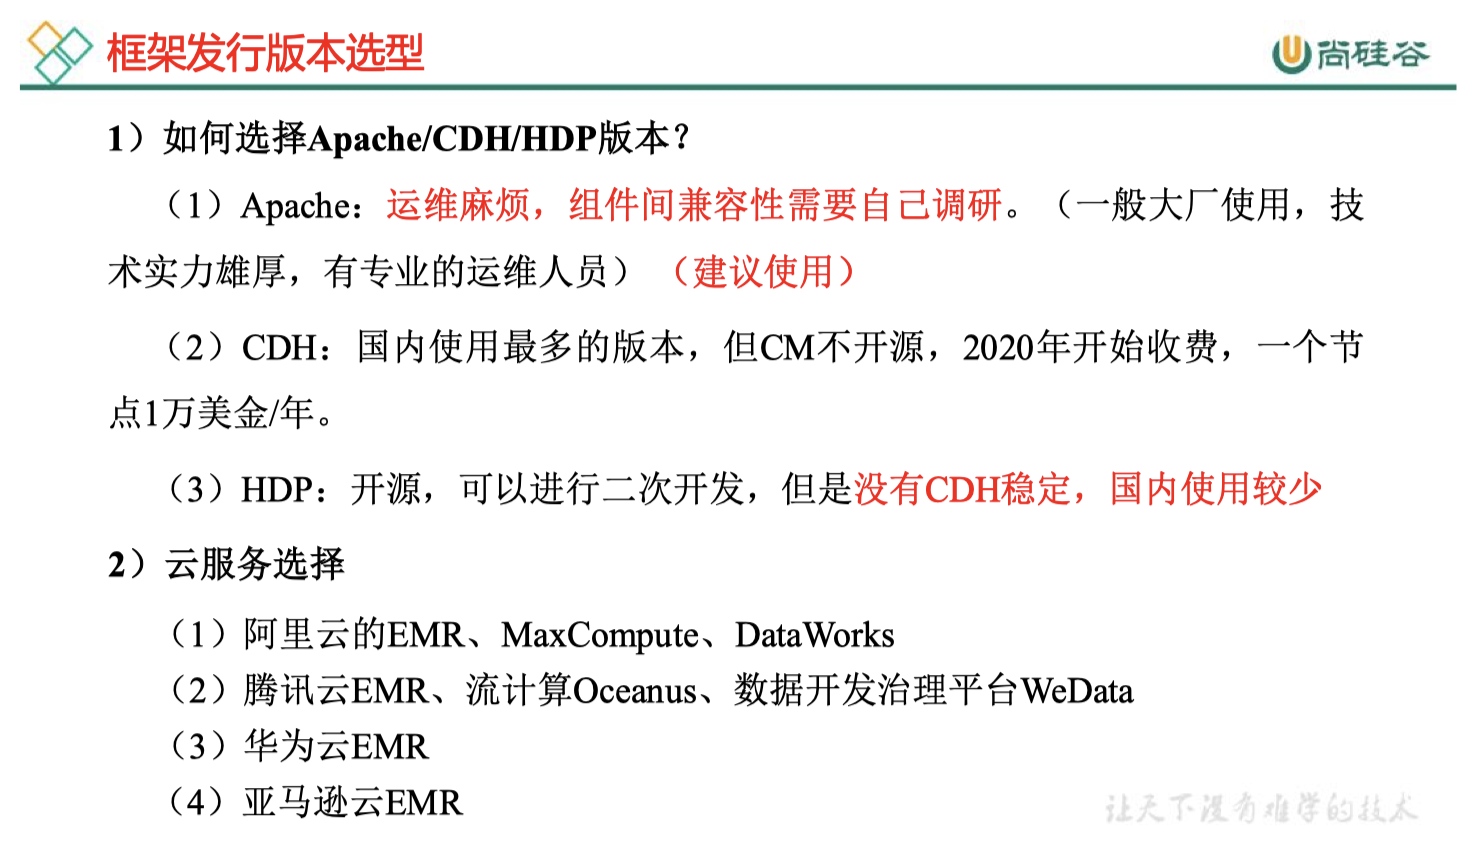 框架发行版本选型
尚硅谷
1）如何选择Apache/CDH/HDP版本？
（1）Apache：运维麻烦，组件间兼容性需要自己调研。（一般大厂使用，技
术实力雄厚，有专业的运维人员）（建议使用）
（2）CDH：国内使用最多的版本，但CM不开源，2020年开始收费，一个节
点1万美金/年。
（3）HDP：开源，可以进行二次开发，但是没有CDH稳定，国内使用较少
2）云服务选择
（1）阿里云的EMR、MaxCompute、DataWorks
（2）腾讯云EMR、流计算Oceanus、数据开发治理平台WeData
（3）华为云EMR
（4）亚马逊云EMR
让天下没有难学的技术